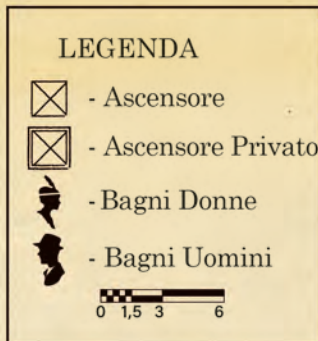 LEGENDA
- Ascensore
- Ascensore Privato
- Bagni Donne
- Bagni Uomini
0 1,5 3 6